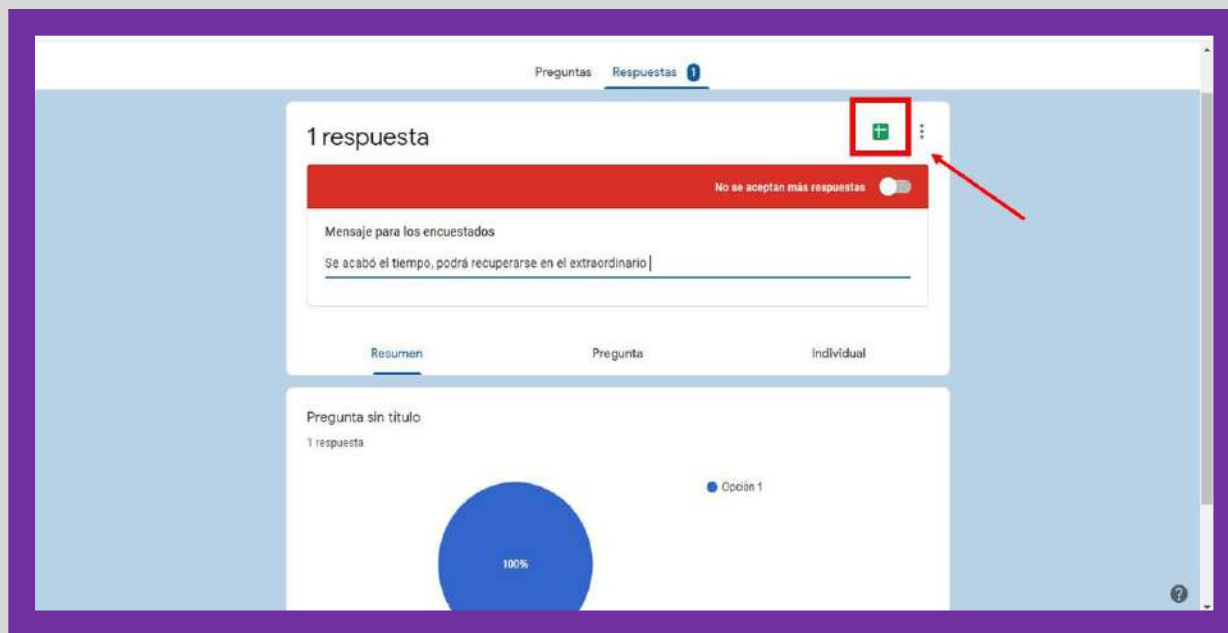 Preguntas Respuestas 1
1 respuesta
No se aceptan más respuestas
Mensaje para los encuestados
Se acabó el tiempo, podrá recuperarse en el extraordinario
Resumen Pregunta Individual
Pregunta sin título
1 respuesta
Opción 1
100%